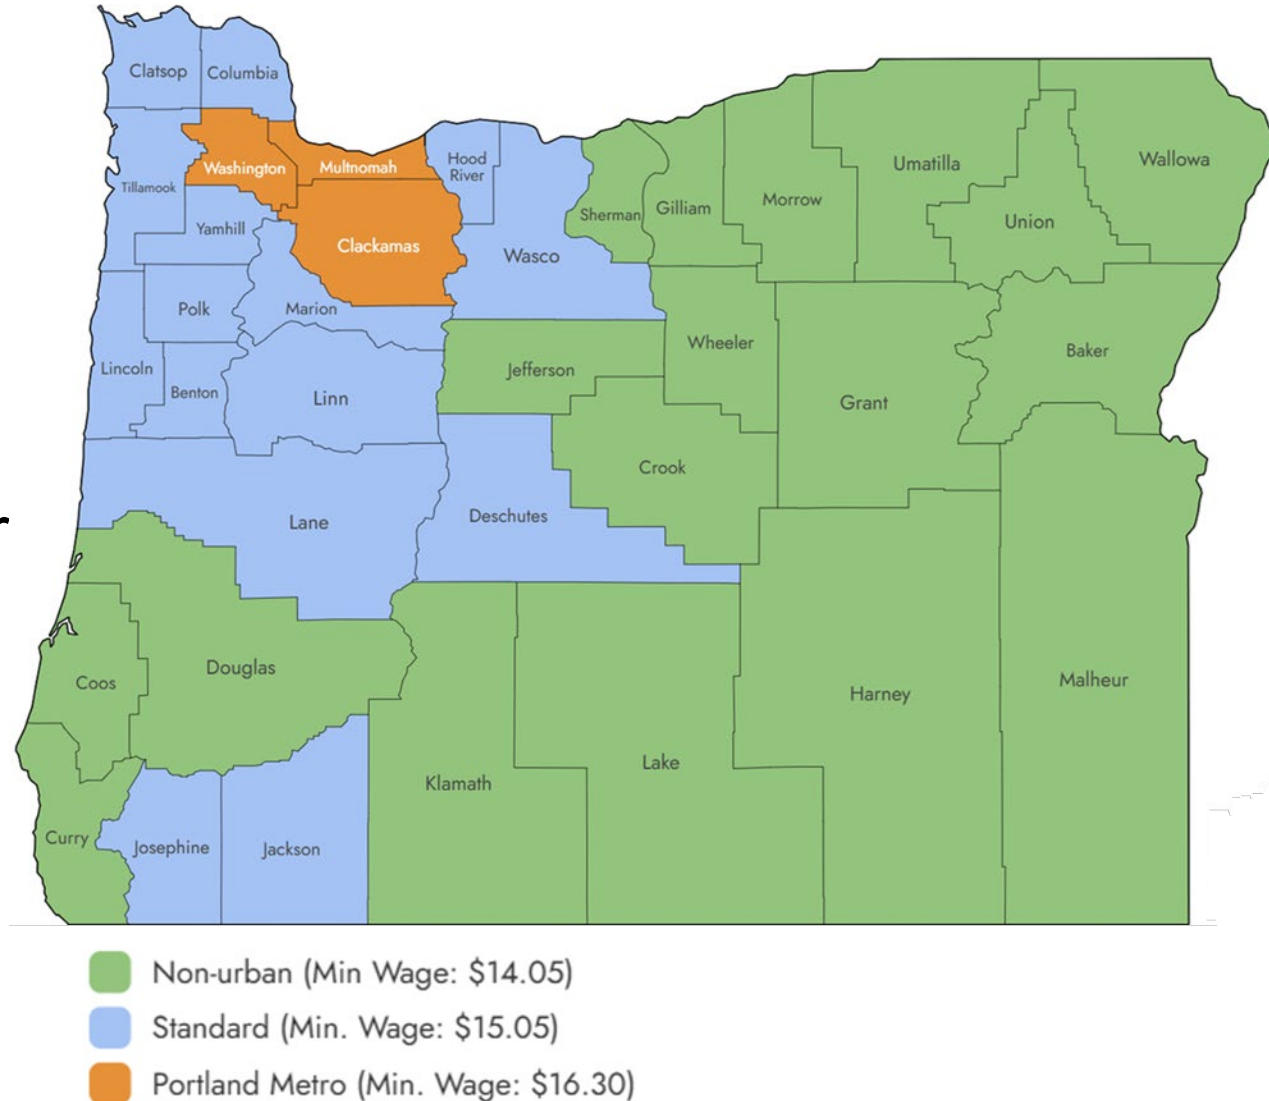 Clatsop
Columbia
Washington
Multnomah
Hood
River
Tillamook
Yamhill
Clackamas
Wasco
Sherman
Gilliam
Morrow
Umatilla
Union
Wallowa
Polk
Marion
Lincoln
Benton
Linn
Jefferson
Wheeler
Grant
Baker
Crook
Lane
Deschutes
Coos
Douglas
Klamath
Lake
Harney
Malheur
Curry
Josephine
Jackson
Non-urban (Min Wage: $14.05)
Standard (Min. Wage: $15.05)
Portland Metro (Min. Wage: $16.30)